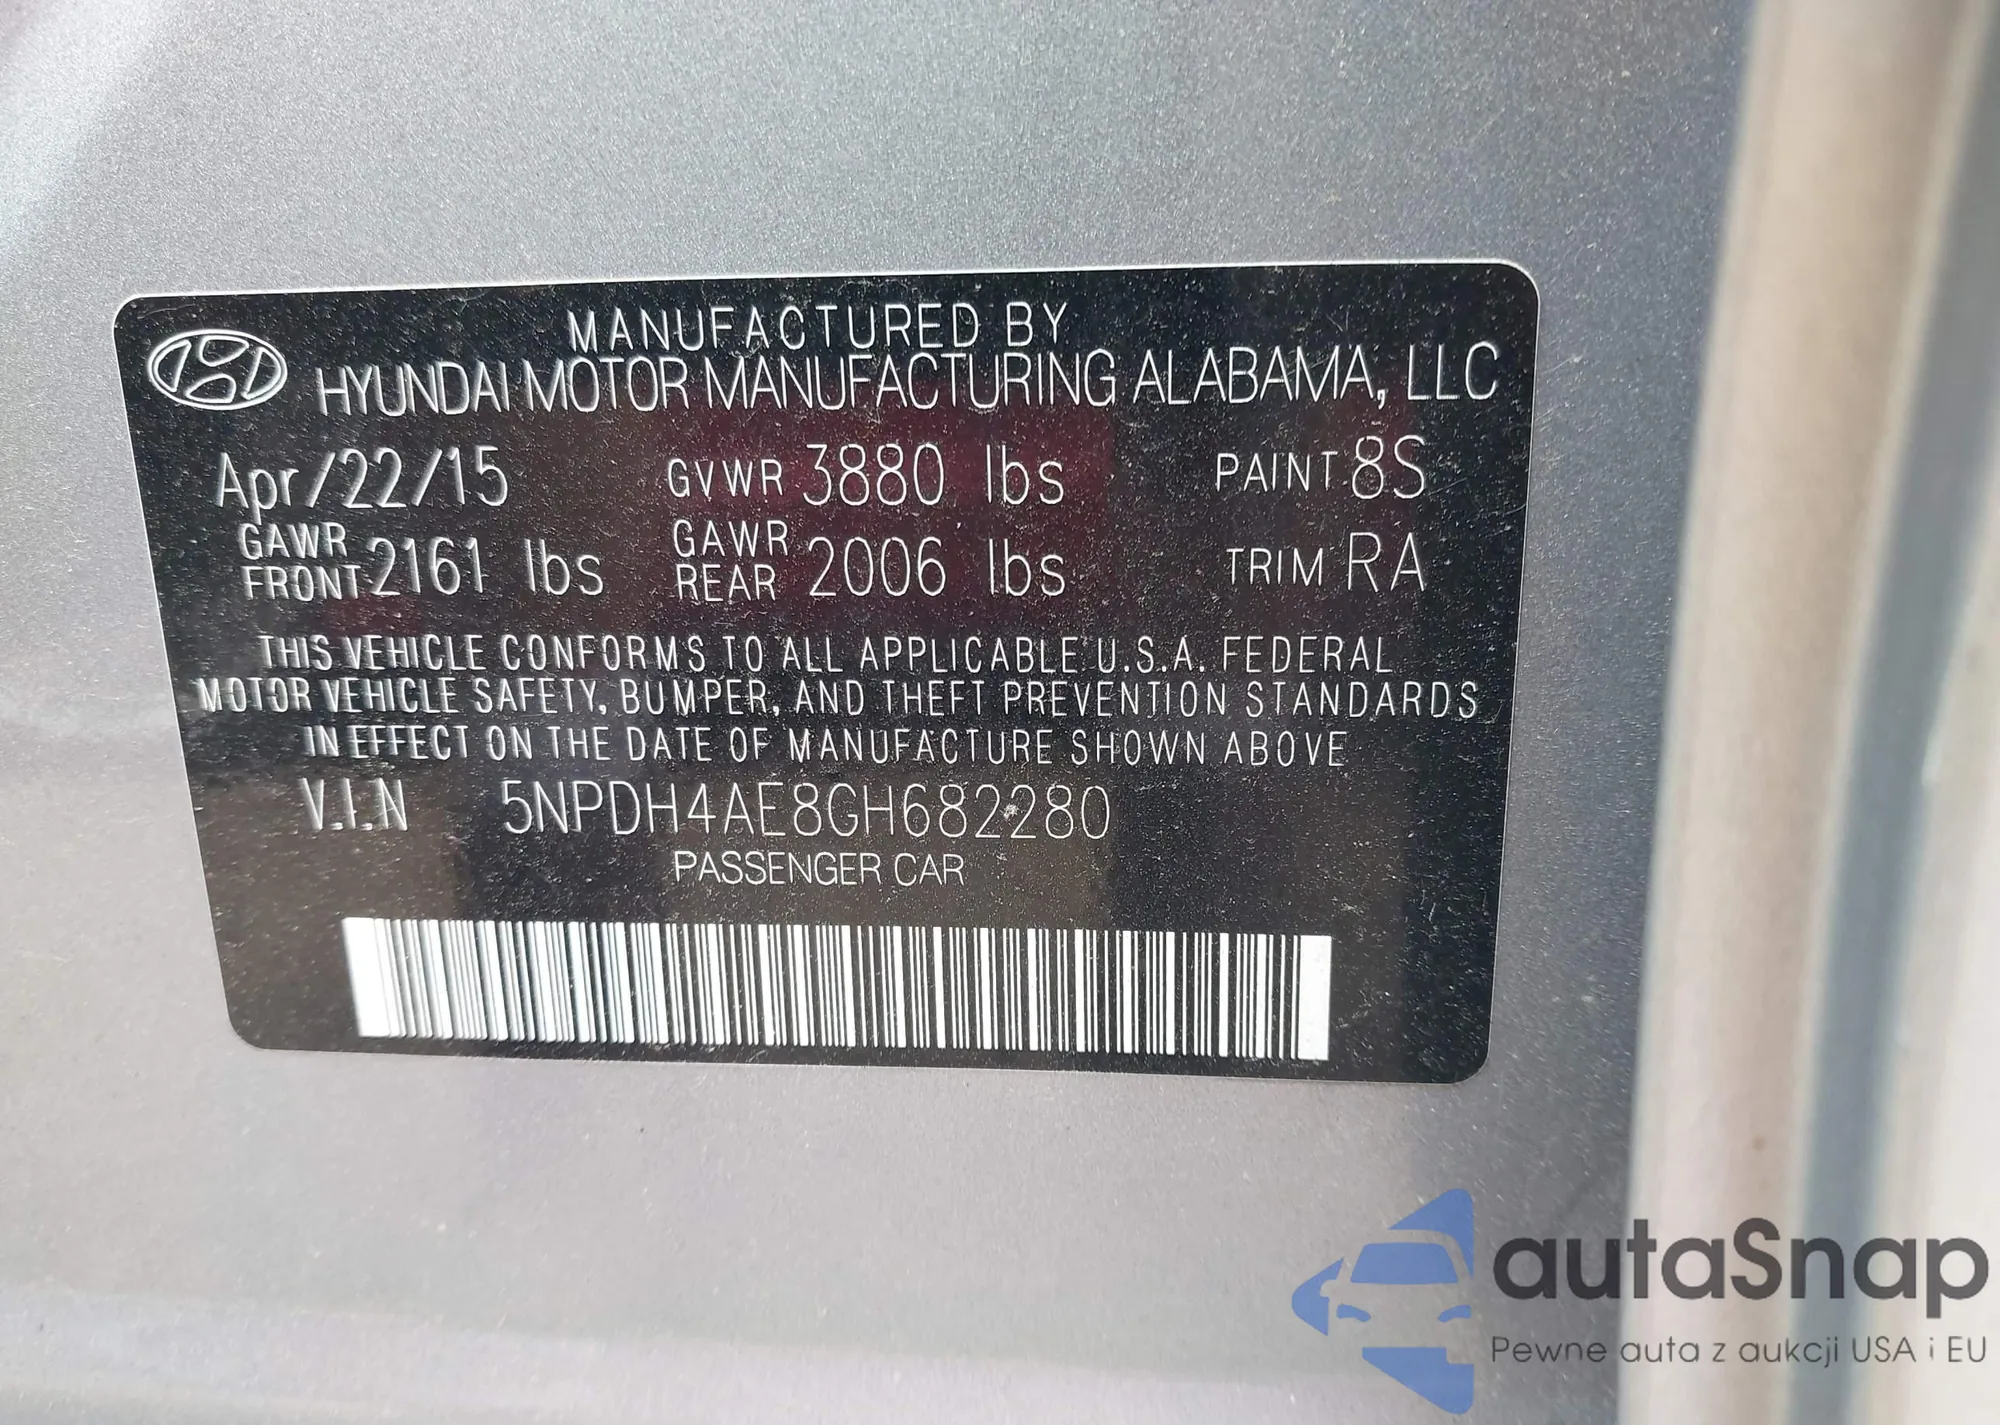 MANUFACTURED BY
HYUNDAI MOTOR MANUFACTURING ALABAMA, LLC
Apr/22/15 GVWR 3880 lbs PAINT 8S
GAWR FRONT 2161 lbs GAWR REAR 2006 lbs TRIM RA
THIS VEHICLE CONFORMS TO ALL APPLICABLE U.S.A. FEDERAL
MOTOR VEHICLE SAFETY, BUMPER, AND THEFT PREVENTION STANDARDS
IN EFFECT ON THE DATE OF MANUFACTURE SHOWN ABOVE
V.I.N 5NPDH4AE8GH682280
PASSENGER CAR
autaSnap
Pewne auta z aukcji USA i EU